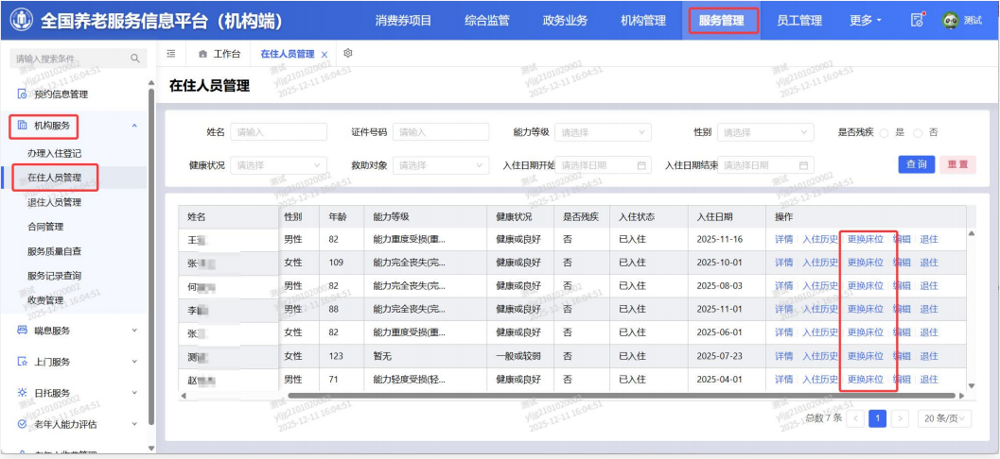 全国养老服务信息平台（机构端） 消费券项目 综合监管 政务业务 机构管理 服务管理 员工管理 更多 测试
请输入搜索条件
预约信息管理
机构服务
办理入住登记
在住人员管理
退住人员管理
合同管理
服务质量自查
服务记录查询
收费管理
喘息服务
上门服务
日托服务
老年人能力评估
工作台 在住人员管理 X
在住人员管理
姓名 请输入 证件号码 请输入 能力等级 请选择 性别 请选择 是否残疾 是 否
健康状况 请选择 救助对象 请选择 入住日期开始 请选择日期 入住日期结束 请选择日期 查询 重置
姓名 性别 年龄 能力等级 健康状况 是否残疾 入住状态 入住日期 操作
王 男性 82 能力重度受损(重... 健康或良好 否 已入住 2025-11-16 详情 入住历史 更换床位 编辑 退住
张 女性 109 能力完全丧失(完... 健康或良好 否 已入住 2025-10-01 详情 入住历史 更换床位 编辑 退住
何 男性 82 能力完全丧失(完... 健康或良好 否 已入住 2025-08-03 详情 入住历史 更换床位 编辑 退住
李 男性 88 能力完全丧失(完... 健康或良好 否 已入住 2025-11-01 详情 入住历史 更换床位 编辑 退住
张 女性 82 能力重度受损(重... 健康或良好 否 已入住 2025-06-01 详情 入住历史 更换床位 编辑 退住
测 女性 123 暂无 一般或较弱 否 已入住 2025-07-23 详情 入住历史 更换床位 编辑 退住
赵 男性 71 能力轻度受损(轻... 健康或良好 否 已入住 2025-04-01 详情 入住历史 更换床位 编辑 退住
总数 7 条 < 1 > 20 条/页
测试
yljg2101020002
2025-12-11 16:04:51